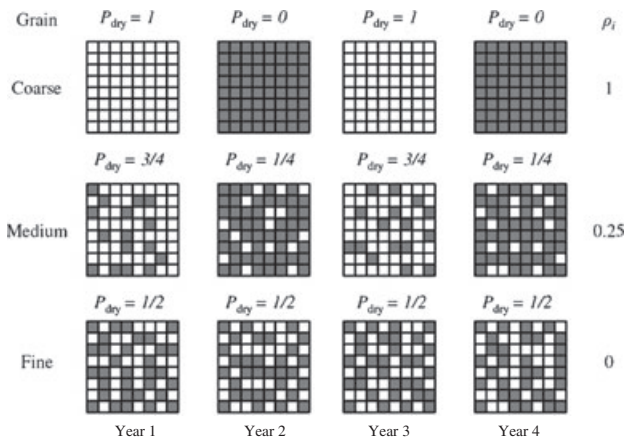 Grain P_dry = 1 P_dry = 0 P_dry = 1 P_dry = 0 ρ_i
Coarse 1
P_dry = 3/4 P_dry = 1/4 P_dry = 3/4 P_dry = 1/4
Medium 0.25
P_dry = 1/2 P_dry = 1/2 P_dry = 1/2 P_dry = 1/2
Fine 0
Year 1 Year 2 Year 3 Year 4